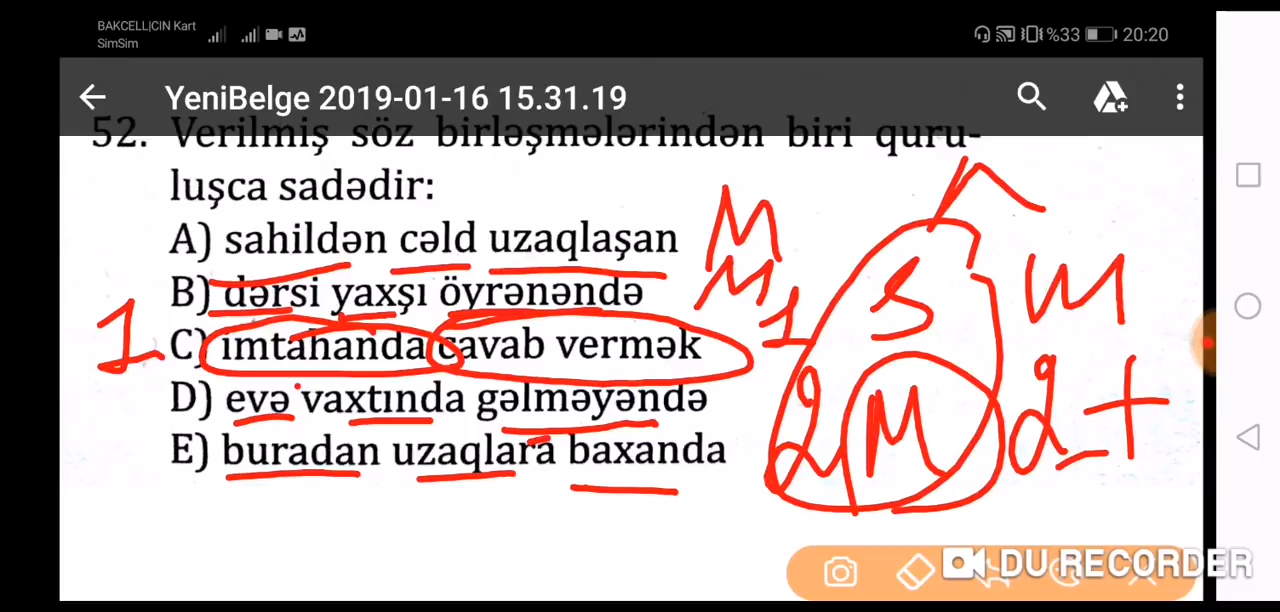 BAKCELL|CIN Kart
SimSim
%33 20:20
YeniBelge 2019-01-16 15.31.19
52. Verilmiş söz birləşmələrindən biri quru-
luşca sadədir:
A) sahildən cəld uzaqlaşan
B) dərsi yaxşı öyrənəndə
C) imtahanda cavab vermək
D) evə vaxtında gəlməyəndə
E) buradan uzaqlara baxanda
1
M
M
1 S M
2 M 2 +
DU RECORDER